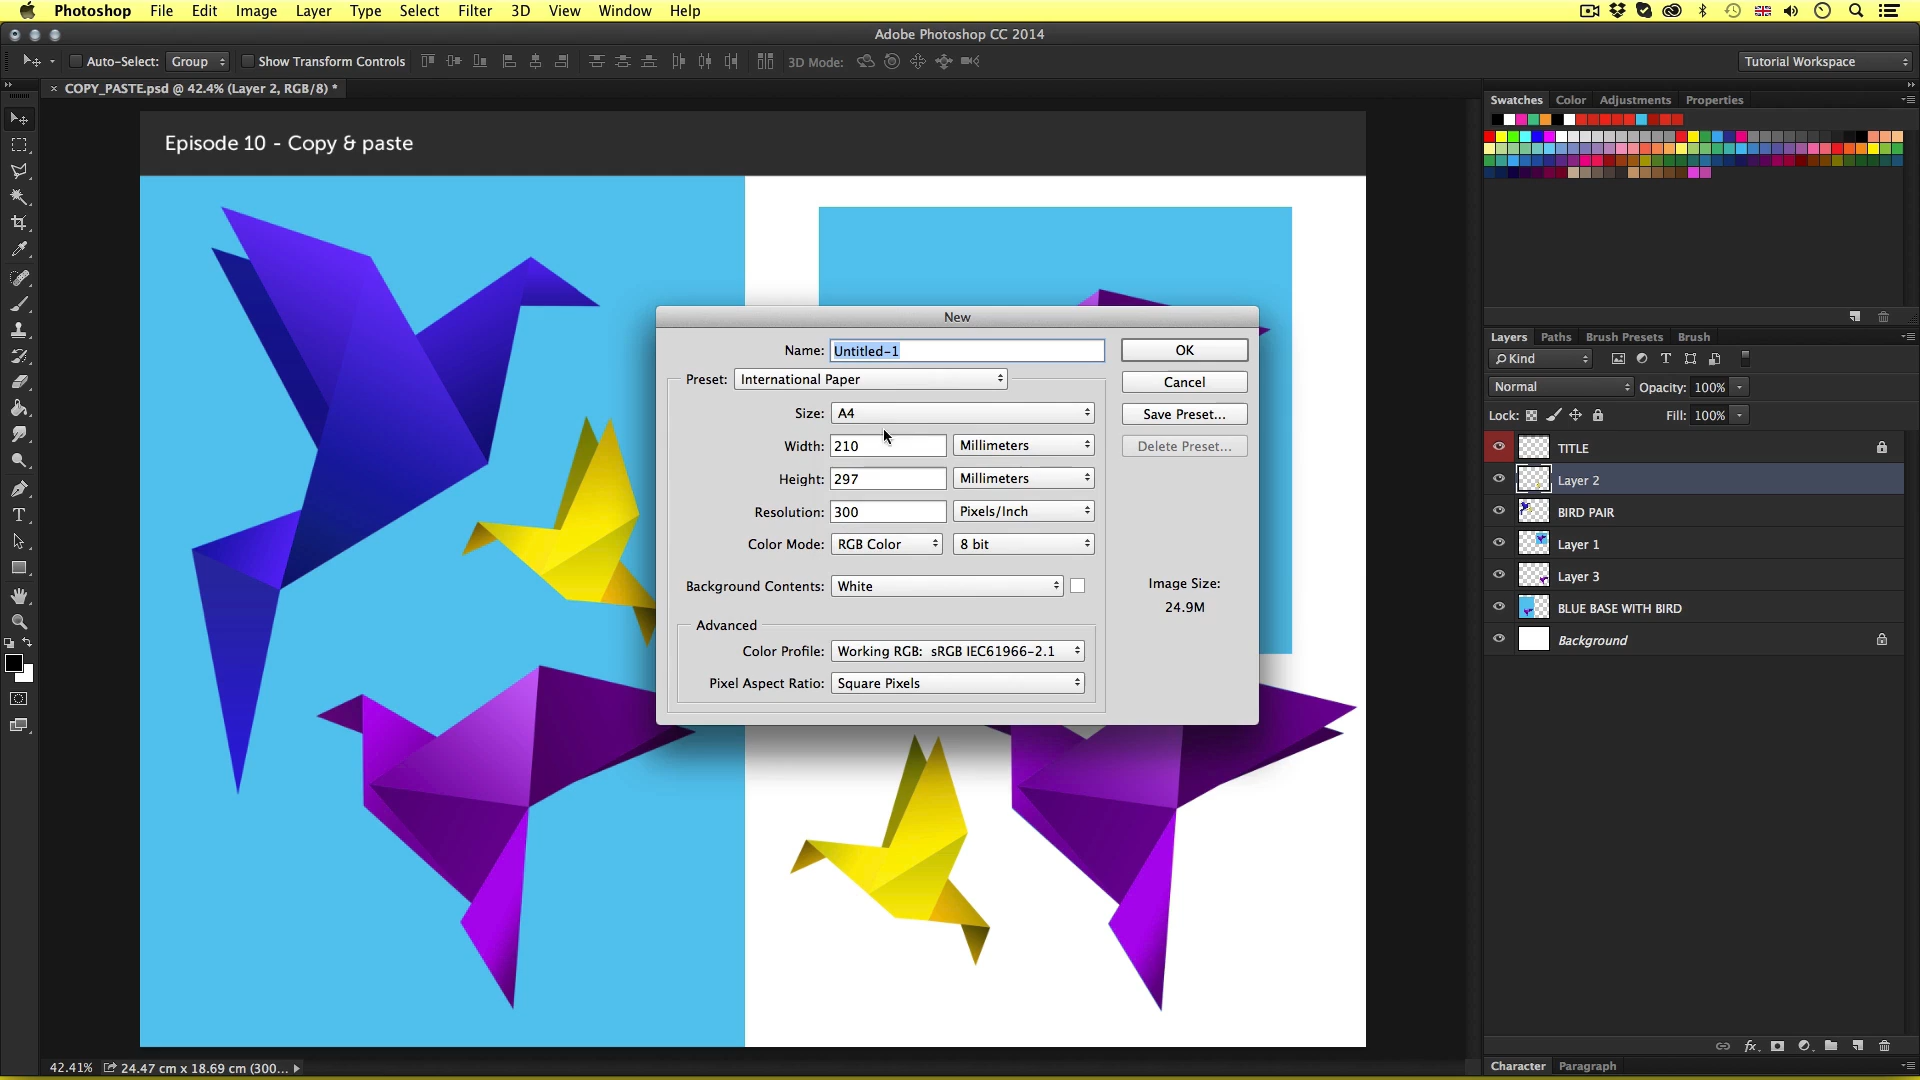 Photoshop File Edit Image Layer Type Select Filter 3D View Window Help
Adobe Photoshop CC 2014
Auto-Select: Group Show Transform Controls 3D Mode: Tutorial Workspace
× COPY_PASTE.psd @ 42.4% (Layer 2, RGB/8) *
Swatches Color Adjustments Properties
Episode 10 - Copy & paste
New
Name: Untitled-1 OK
Preset: International Paper Cancel
Size: A4 Save Preset...
Width: 210 Millimeters Delete Preset...
Height: 297 Millimeters
Resolution: 300 Pixels/Inch
Color Mode: RGB Color 8 bit
Background Contents: White
Image Size:
24.9M
Advanced
Color Profile: Working RGB: sRGB IEC61966-2.1
Pixel Aspect Ratio: Square Pixels
Layers Paths Brush Presets Brush
Kind
Normal Opacity: 100%
Lock: Fill: 100%
TITLE
Layer 2
BIRD PAIR
Layer 1
Layer 3
BLUE BASE WITH BIRD
Background
42.41% 24.47 cm x 18.69 cm (300...
Character Paragraph